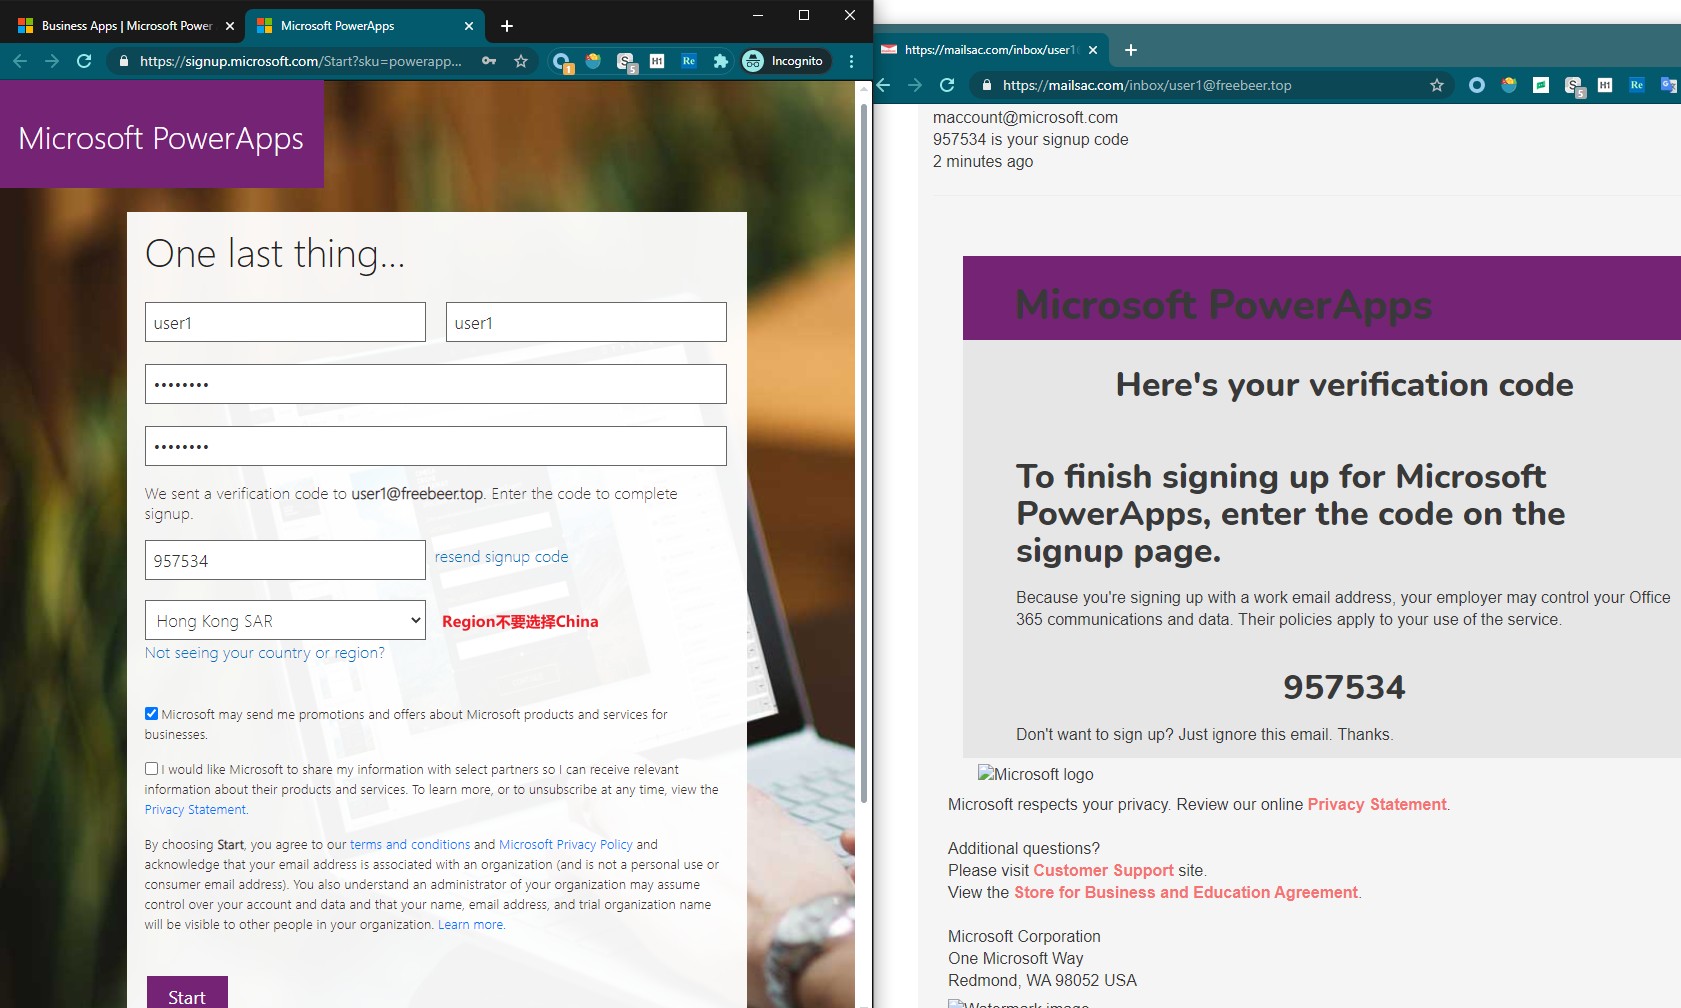 Business Apps | Microsoft Power
Microsoft PowerApps
https://signup.microsoft.com/Start?sku=powerapp...
1
5
H1
Re
Incognito
Microsoft PowerApps
One last thing...
user1
user1
••••••••
••••••••
We sent a verification code to user1@freebeer.top. Enter the code to complete
signup.
957534
resend signup code
Hong Kong SAR
Region不要选择China
Not seeing your country or region?
Microsoft may send me promotions and offers about Microsoft products and services for
businesses.
I would like Microsoft to share my information with select partners so I can receive relevant
information about their products and services. To learn more, or to unsubscribe at any time, view the
Privacy Statement.
By choosing Start, you agree to our terms and conditions and Microsoft Privacy Policy and
acknowledge that your email address is associated with an organization (and is not a personal use or
consumer email address). You also understand an administrator of your organization may assume
control over your account and data and that your name, email address, and trial organization name
will be visible to other people in your organization. Learn more.
Start
https://mailsac.com/inbox/user1
https://mailsac.com/inbox/user1@freebeer.top
5
H1
Re
maccount@microsoft.com
957534 is your signup code
2 minutes ago
Microsoft PowerApps
Here's your verification code
To finish signing up for Microsoft
PowerApps, enter the code on the
signup page.
Because you're signing up with a work email address, your employer may control your Office
365 communications and data. Their policies apply to your use of the service.
957534
Don't want to sign up? Just ignore this email. Thanks.
Microsoft logo
Microsoft respects your privacy. Review our online Privacy Statement.
Additional questions?
Please visit Customer Support site.
View the Store for Business and Education Agreement.
Microsoft Corporation
One Microsoft Way
Redmond, WA 98052 USA
Watermark image